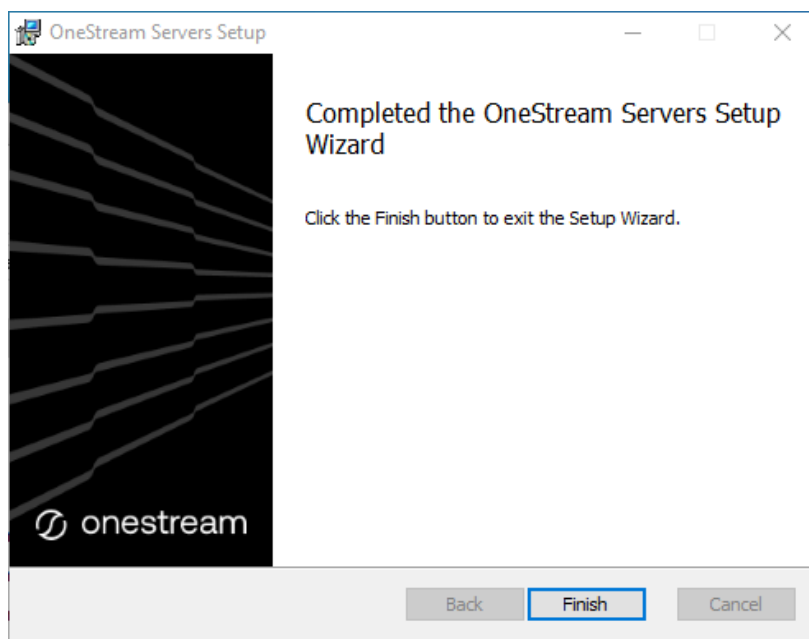 OneStream Servers Setup
Completed the OneStream Servers Setup
Wizard
Click the Finish button to exit the Setup Wizard.
onestream
Back
Finish
Cancel